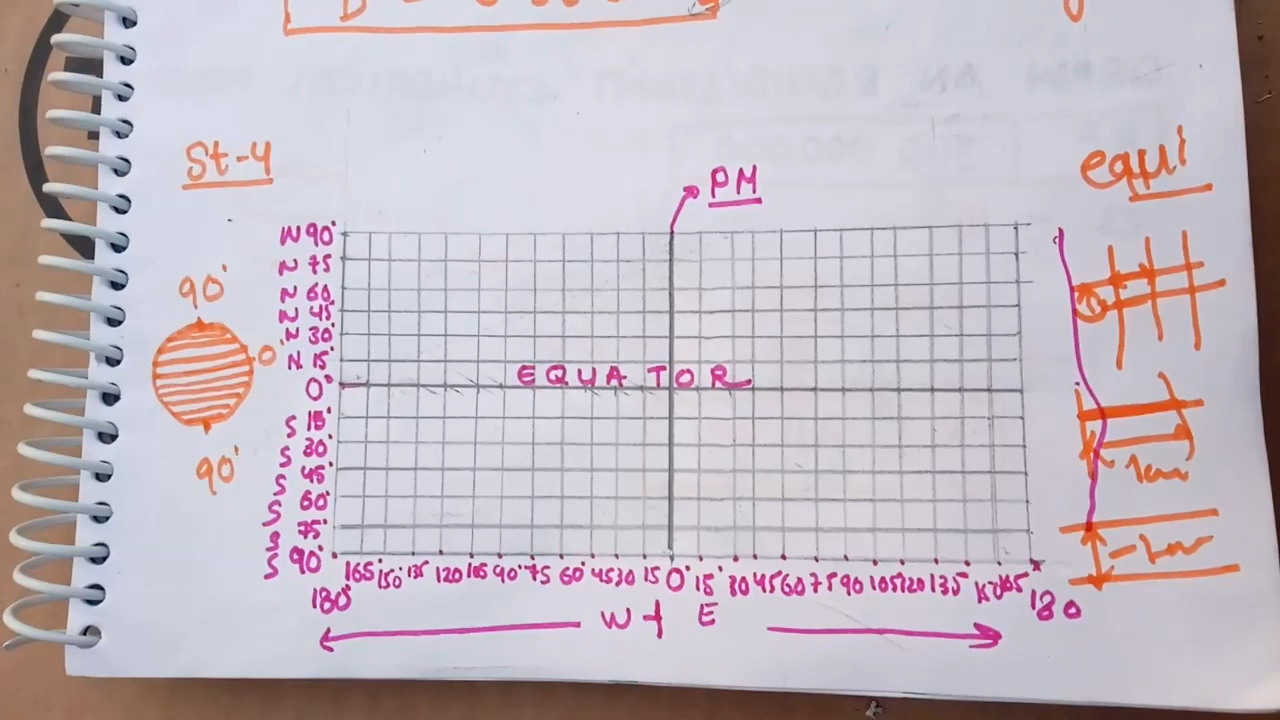 St-4
equi
PM
N 90°
N 75
N 60
N 45
N 30°
N 15°
0°
S 15°
S 30°
S 45°
S 60°
S 75°
S 90°
EQUATOR
90°
0°
90°
1cm
180° 165 150° 135 120 105 90° 75 60° 45 30 15 0° 15° 30 45 60 75 90 105 120 135 150 165 180
W E